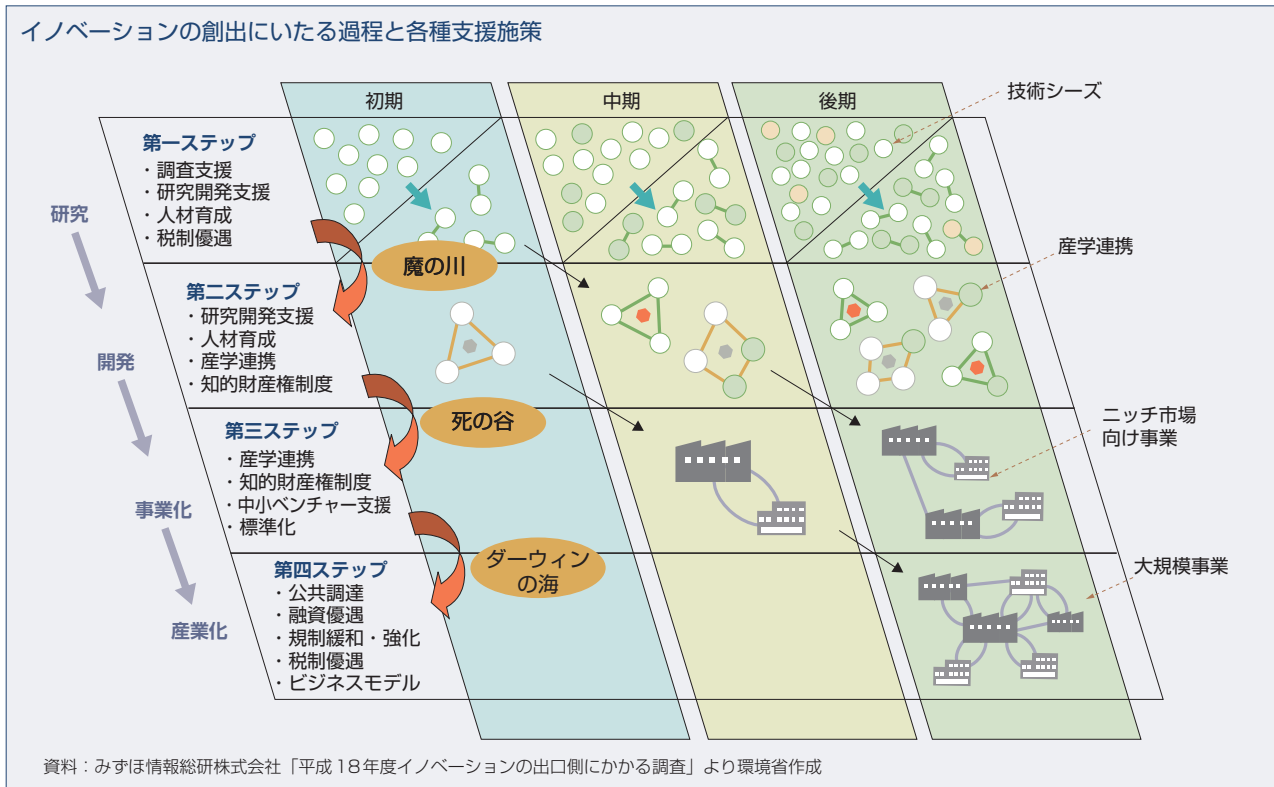 イノベーションの創出にいたる過程と各種支援施策
初期
中期
後期
技術シーズ
第一ステップ
・調査支援
・研究開発支援
・人材育成
・税制優遇
研究
魔の川
産学連携
第二ステップ
・研究開発支援
・人材育成
・産学連携
・知的財産権制度
開発
死の谷
ニッチ市場
向け事業
第三ステップ
・産学連携
・知的財産権制度
・中小ベンチャー支援
・標準化
事業化
ダーウィン
の海
大規模事業
第四ステップ
・公共調達
・融資優遇
・規制緩和・強化
・税制優遇
・ビジネスモデル
産業化
資料:みずほ情報総研株式会社「平成18年度イノベーションの出口側にかかる調査」より環境省作成